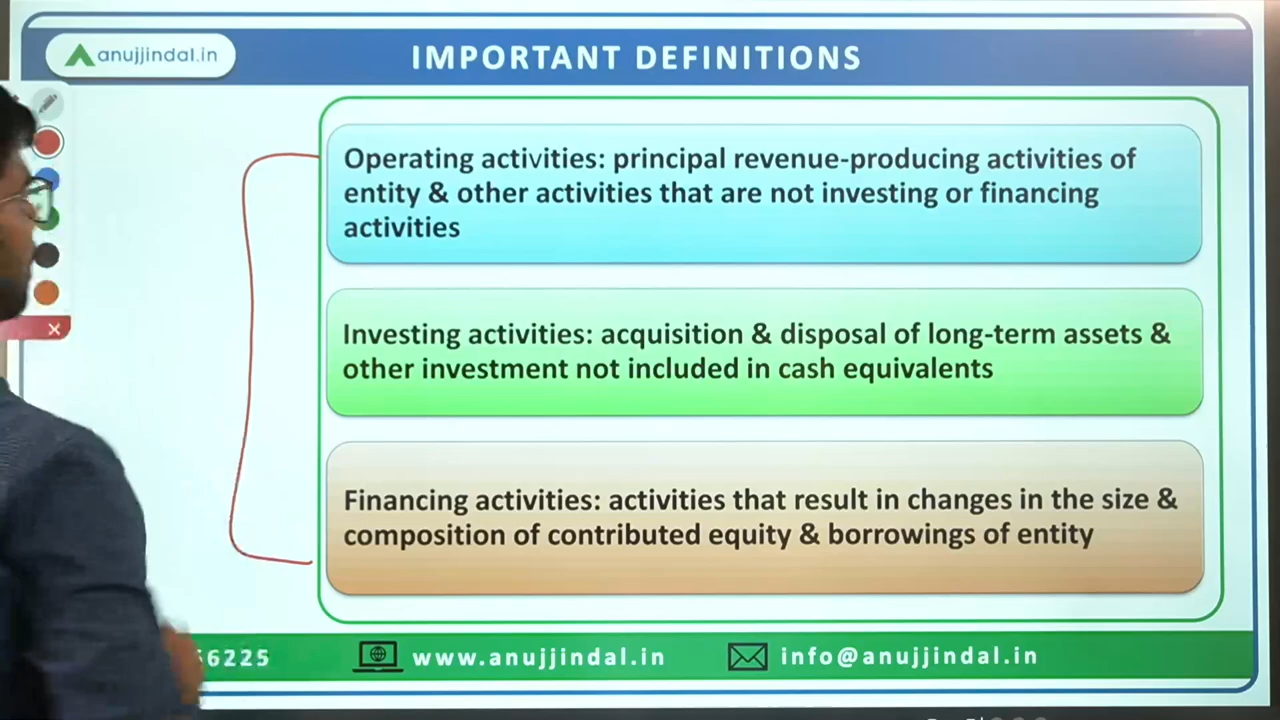 anujjindal.in
IMPORTANT DEFINITIONS
Operating activities: principal revenue-producing activities of
entity & other activities that are not investing or financing
activities
Investing activities: acquisition & disposal of long-term assets &
other investment not included in cash equivalents
Financing activities: activities that result in changes in the size &
composition of contributed equity & borrowings of entity
6225
www.anujjindal.in
info@anujjindal.in